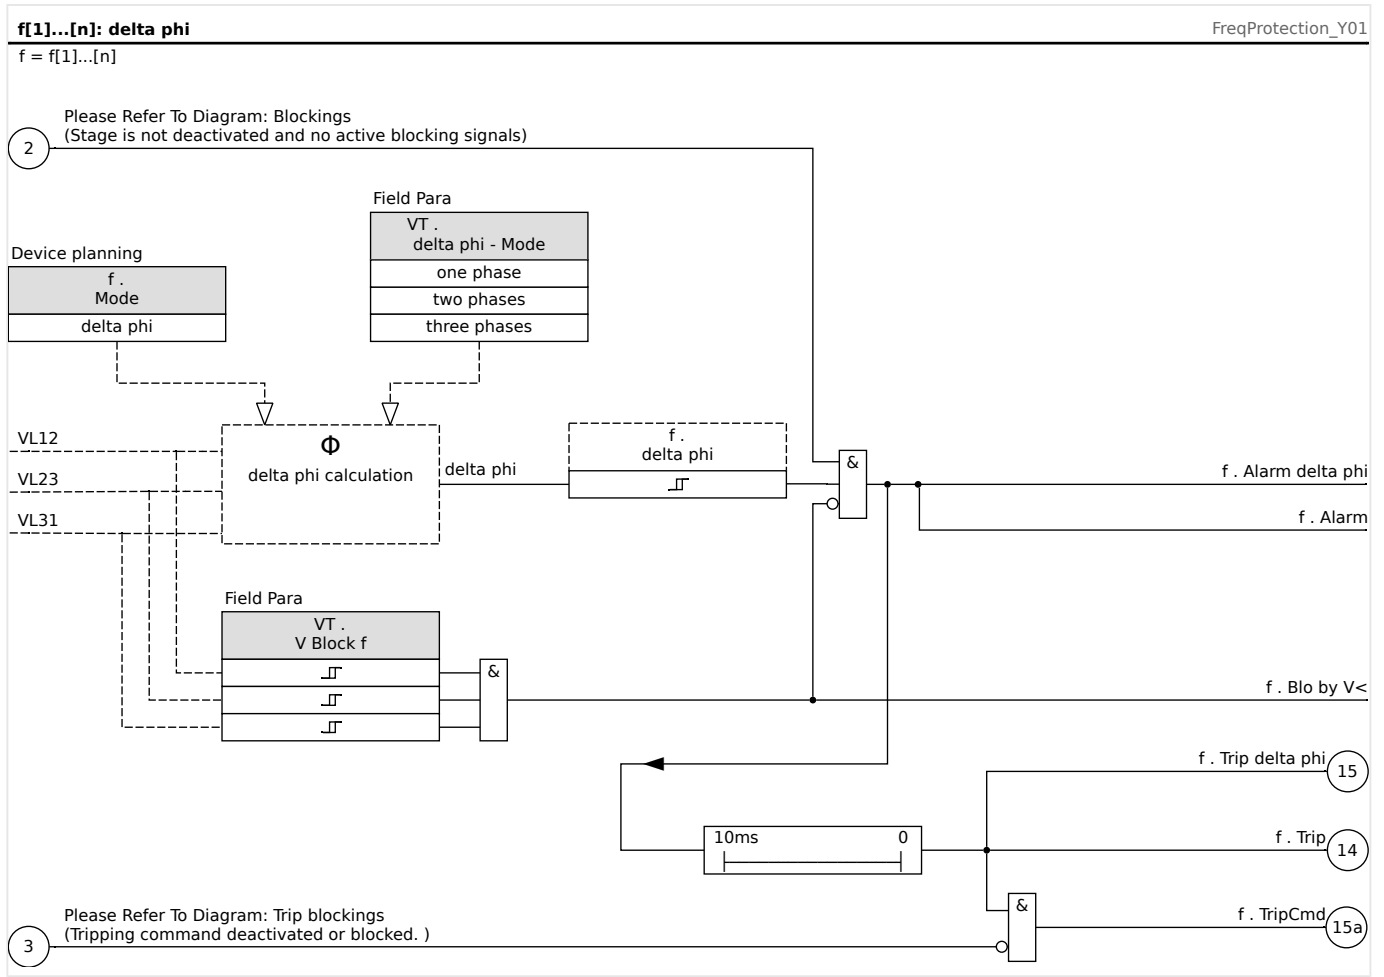 f[1]...[n]: delta phi
FreqProtection_Y01
f = f[1]...[n]
Please Refer To Diagram: Blockings
(Stage is not deactivated and no active blocking signals)
2
Field Para
VT .
delta phi - Mode
one phase
two phases
three phases
Device planning
f .
Mode
delta phi
VL12
VL23
VL31
Φ
delta phi calculation
delta phi
f .
delta phi
&
f . Alarm delta phi
f . Alarm
Field Para
VT .
V Block f
&
f . Blo by V<
f . Trip delta phi
15
10ms 0
f . Trip
14
&
f . TripCmd
15a
Please Refer To Diagram: Trip blockings
(Tripping command deactivated or blocked. )
3